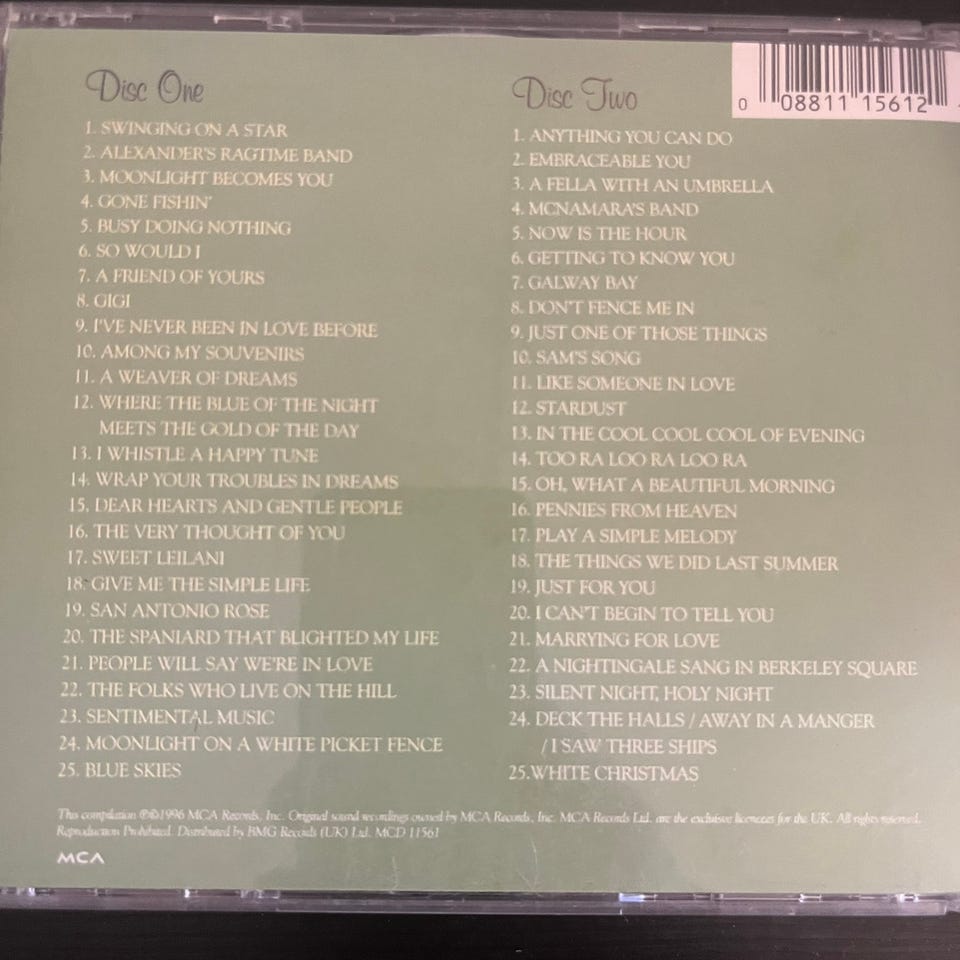 Disc One
1. SWINGING ON A STAR
2. ALEXANDER'S RAGTIME BAND
3. MOONLIGHT BECOMES YOU
4. GONE FISHIN'
5. BUSY DOING NOTHING
6. SO WOULD I
7. A FRIEND OF YOURS
8. GIGI
9. I'VE NEVER BEEN IN LOVE BEFORE
10. AMONG MY SOUVENIRS
11. A WEAVER OF DREAMS
12. WHERE THE BLUE OF THE NIGHT
MEETS THE GOLD OF THE DAY
13. I WHISTLE A HAPPY TUNE
14. WRAP YOUR TROUBLES IN DREAMS
15. DEAR HEARTS AND GENTLE PEOPLE
16. THE VERY THOUGHT OF YOU
17. SWEET LEILANI
18. GIVE ME THE SIMPLE LIFE
19. SAN ANTONIO ROSE
20. THE SPANIARD THAT BLIGHTED MY LIFE
21. PEOPLE WILL SAY WE'RE IN LOVE
22. THE FOLKS WHO LIVE ON THE HILL
23. SENTIMENTAL MUSIC
24. MOONLIGHT ON A WHITE PICKET FENCE
25. BLUE SKIES
Disc Two
1. ANYTHING YOU CAN DO
2. EMBRACEABLE YOU
3. A FELLA WITH AN UMBRELLA
4. MCNAMARA'S BAND
5. NOW IS THE HOUR
6. GETTING TO KNOW YOU
7. GALWAY BAY
8. DON'T FENCE ME IN
9. JUST ONE OF THOSE THINGS
10. SAM'S SONG
11. LIKE SOMEONE IN LOVE
12. STARDUST
13. IN THE COOL COOL COOL OF EVENING
14. TOO RA LOO RA LOO RA
15. OH, WHAT A BEAUTIFUL MORNING
16. PENNIES FROM HEAVEN
17. PLAY A SIMPLE MELODY
18. THE THINGS WE DID LAST SUMMER
19. JUST FOR YOU
20. I CAN'T BEGIN TO TELL YOU
21. MARRYING FOR LOVE
22. A NIGHTINGALE SANG IN BERKELEY SQUARE
23. SILENT NIGHT, HOLY NIGHT
24. DECK THE HALLS / AWAY IN A MANGER
/ I SAW THREE SHIPS
25.WHITE CHRISTMAS
0 08811 15612
This compilation ℗©1996 MCA Records, Inc. Original sound recordings owned by MCA Records, Inc. MCA Records Ltd. are the exclusive licencees for the UK. All rights reserved.
Reproduction Prohibited. Distributed by BMG Records (UK) Ltd. MCD 11561
MCA